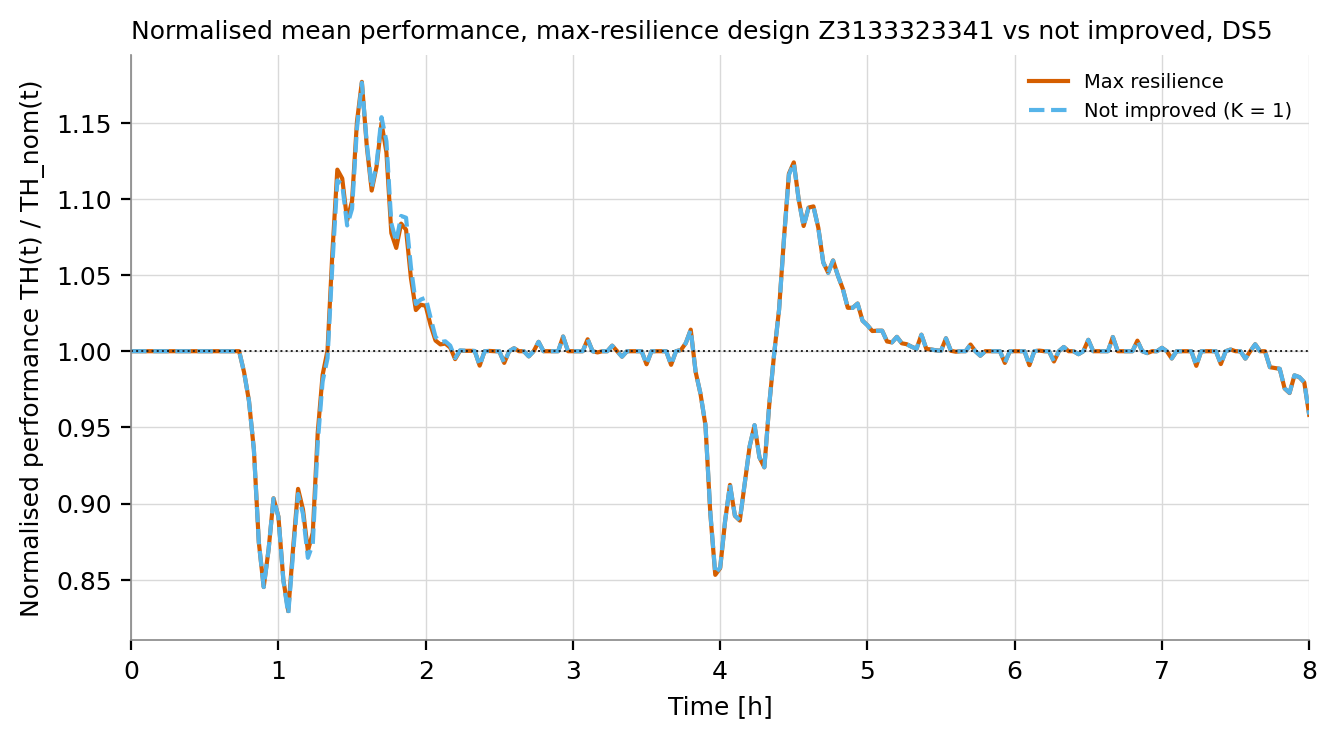 Normalised mean performance, max-resilience design Z3133323341 vs not improved, DS5
Normalised performance TH(t) / TH_nom(t)
1.15
1.10
1.05
1.00
0.95
0.90
0.85
Max resilience
Not improved (K = 1)
0 1 2 3 4 5 6 7 8
Time [h]